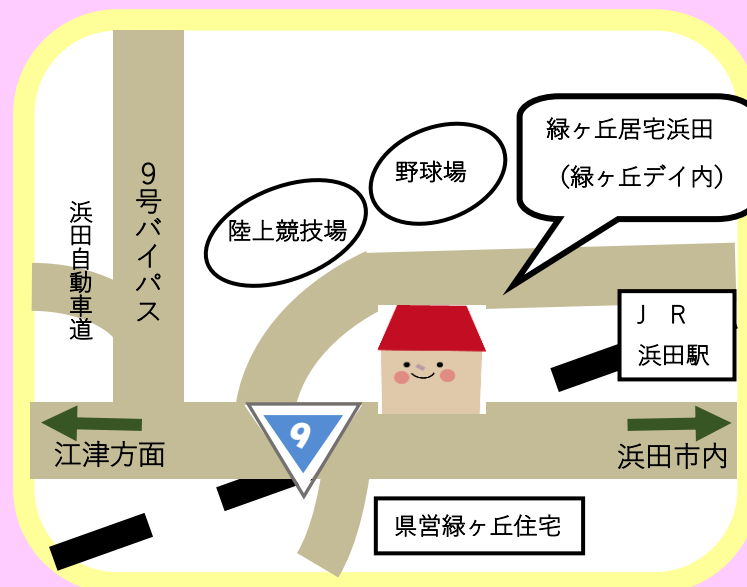 緑ヶ丘居宅浜田
（緑ヶ丘デイ内）
野球場
陸上競技場
9号バイパス
浜田自動車道
ＪＲ
浜田駅
9
江津方面
浜田市内
県営緑ヶ丘住宅